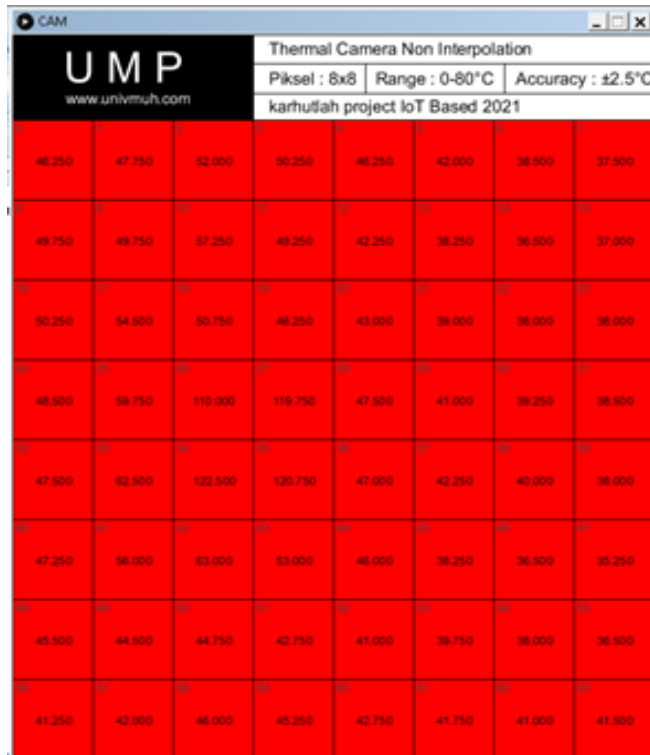 CAM
UMP
www.univmuh.com
Thermal Camera Non Interpolation
Piksel : 8x8 Range : 0-80°C Accuracy : ±2.5°C
karhutlah project IoT Based 2021
46.250 47.750 52.000 50.250 46.250 42.000 38.500 37.500
49.750 49.750 57.250 49.250 42.250 38.250 36.500 37.000
50.250 54.500 50.750 46.250 43.000 39.000 38.000 38.000
48.500 59.750 110.000 119.750 47.500 41.000 39.250 38.500
47.500 62.500 122.500 120.750 47.000 42.250 40.000 38.000
47.250 56.000 63.000 53.000 46.000 38.250 36.500 35.250
45.500 44.500 44.750 42.750 41.000 39.750 38.000 36.500
41.250 42.000 46.000 45.250 42.750 41.750 41.000 41.500